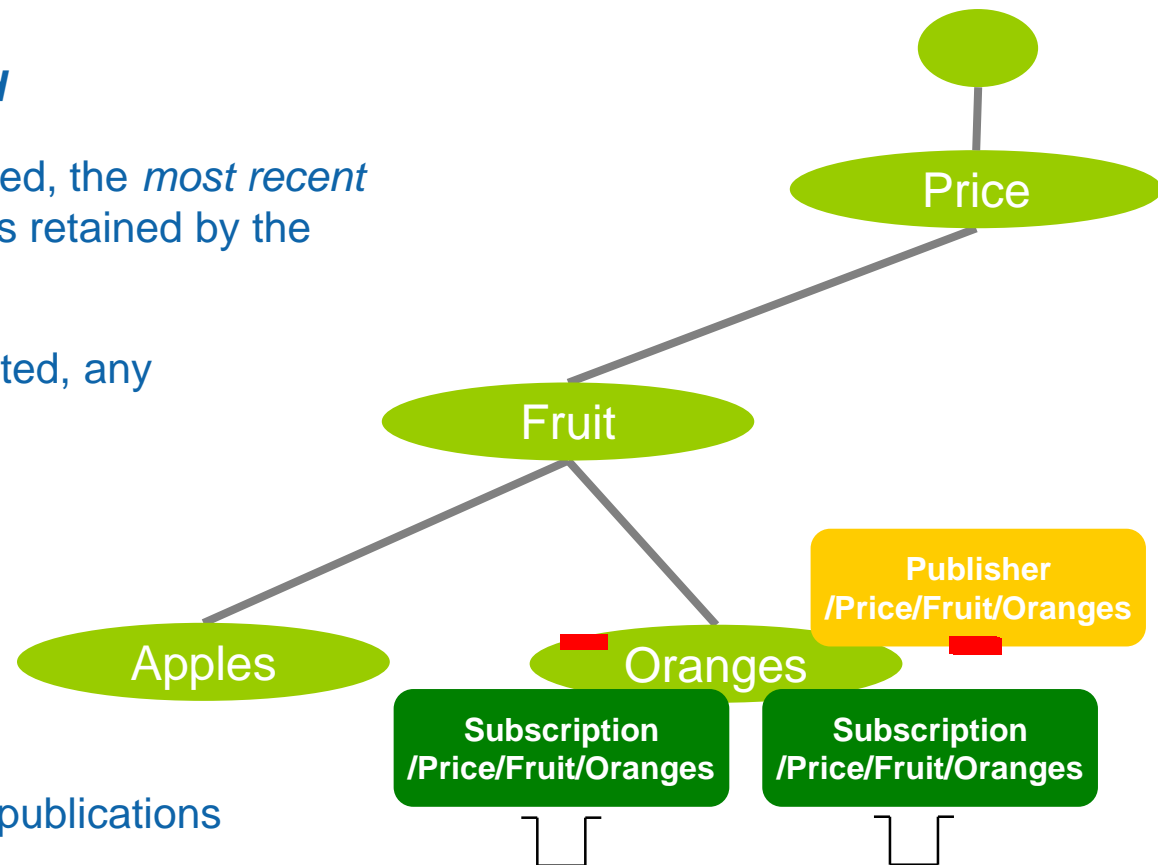 ed, the most recent
s retained by the
ted, any
publications
Price
Fruit
Apples
Oranges
Publisher
/Price/Fruit/Oranges
Subscription
/Price/Fruit/Oranges
Subscription
/Price/Fruit/Oranges